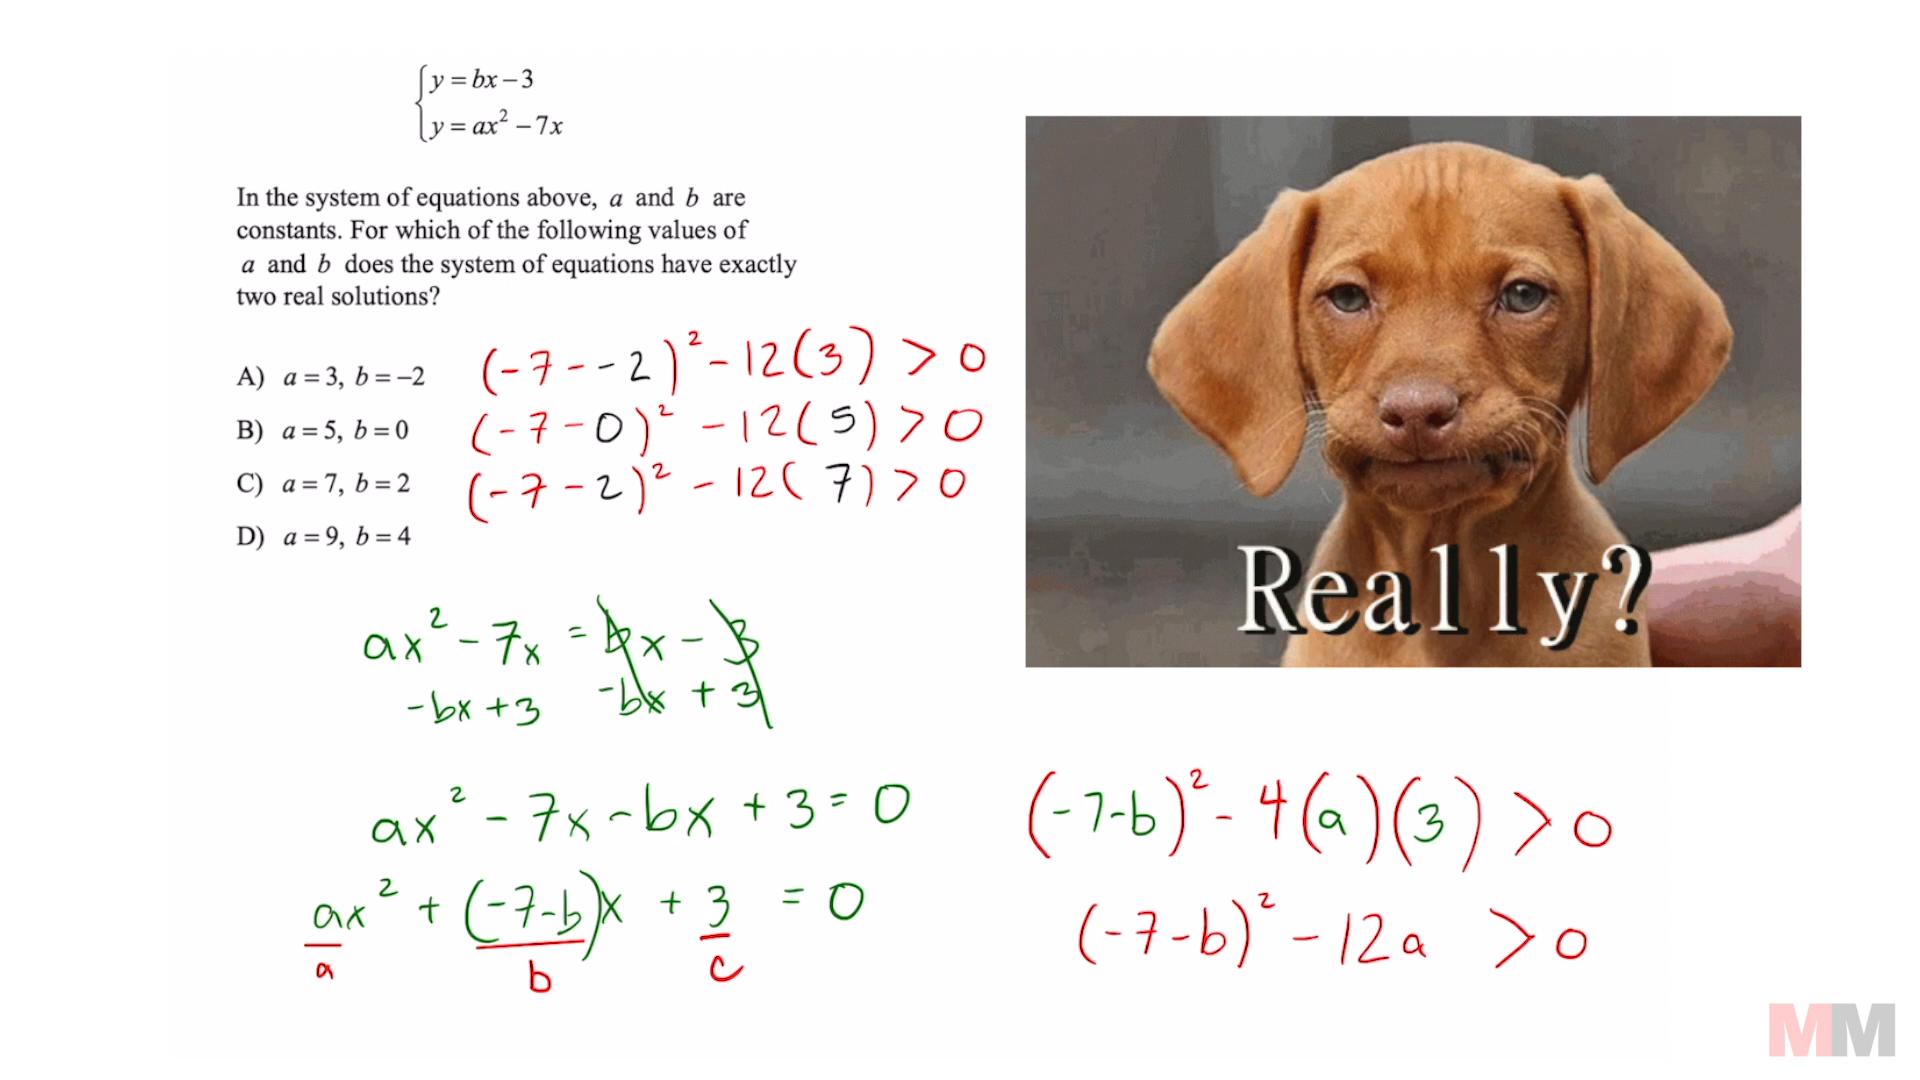 y = bx – 3
y = ax² – 7x
In the system of equations above, a and b are
constants. For which of the following values of
a and b does the system of equations have exactly
two real solutions?
A) a = 3, b = –2
(-7--2)² - 12(3) > 0
B) a = 5, b = 0
(-7-0)² - 12(5) > 0
C) a = 7, b = 2
(-7-2)² - 12(7) > 0
D) a = 9, b = 4
Really?
ax² - 7x = bx - 3
-bx + 3 -bx + 3
ax² - 7x - bx + 3 = 0
ax² + (-7-b)x + 3 = 0
a b c
(-7-b)² - 4(a)(3) > 0
(-7-b)² - 12a > 0
MM